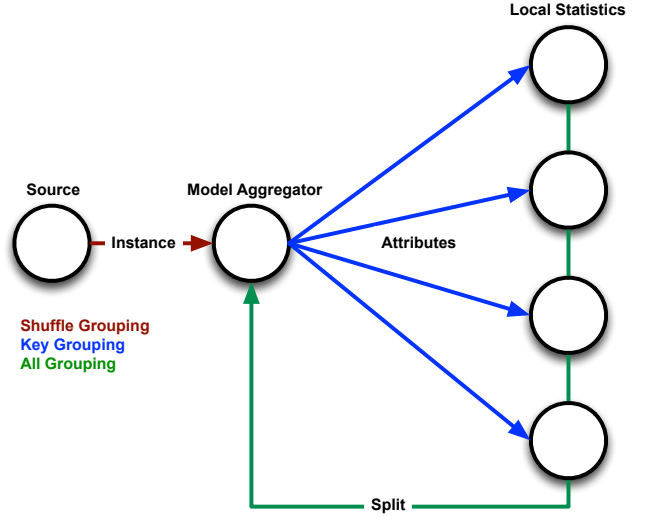 Local Statistics
Source
Model Aggregator
Instance
Attributes
Shuffle Grouping
Key Grouping
All Grouping
Split